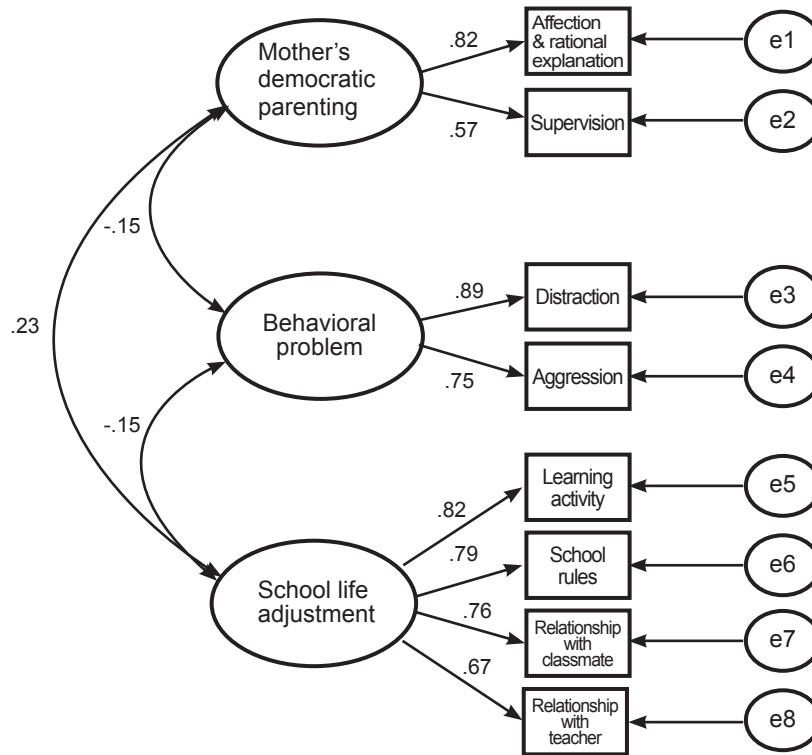 Mother's
democratic
parenting
.82
.57
Affection
& rational
explanation
Supervision
e1
e2
-.15
.23
Behavioral
problem
.89
.75
Distraction
Aggression
e3
e4
-.15
School life
adjustment
.82
.79
.76
.67
Learning
activity
School
rules
Relationship
with
classmate
Relationship
with
teacher
e5
e6
e7
e8